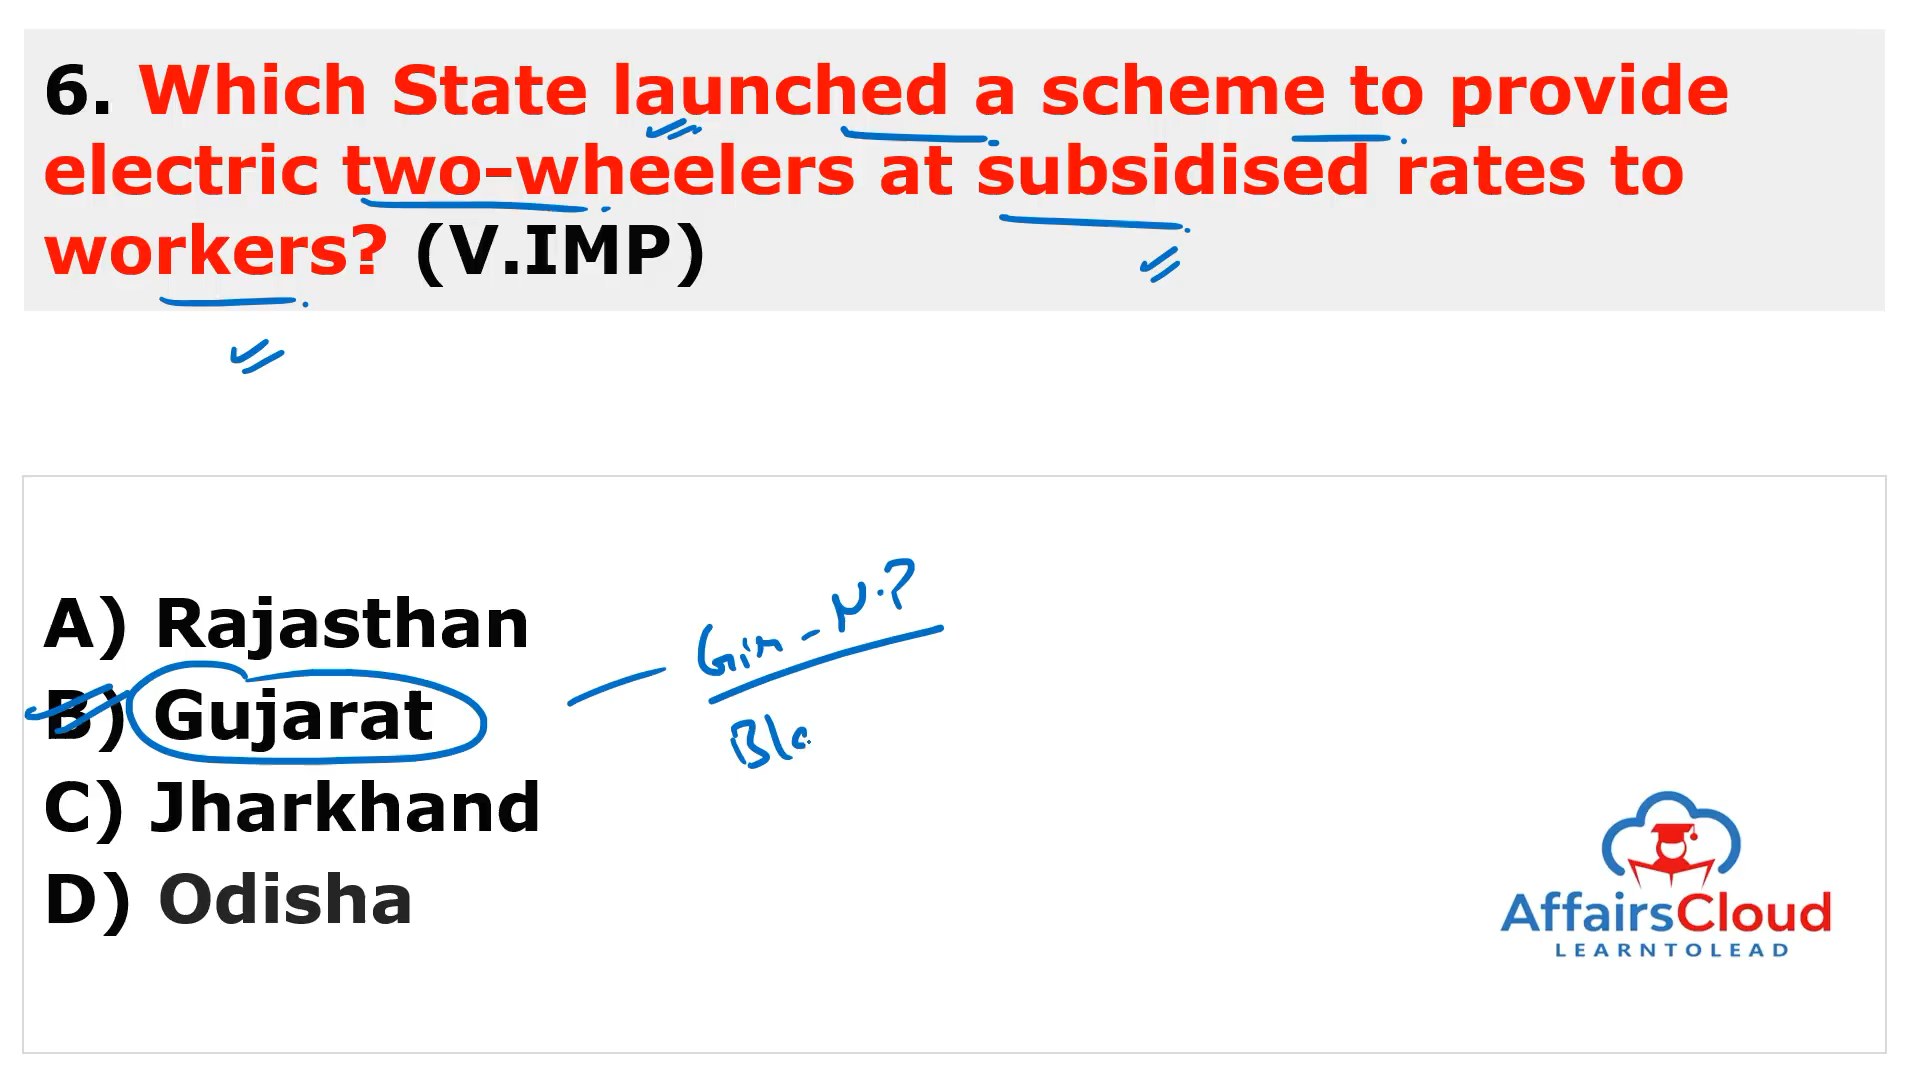 6. Which State launched a scheme to provide
electric two-wheelers at subsidised rates to
workers? (V.IMP)
A) Rajasthan
B) Gujarat
C) Jharkhand
D) Odisha
AffairsCloud
LEARNTOLEAD